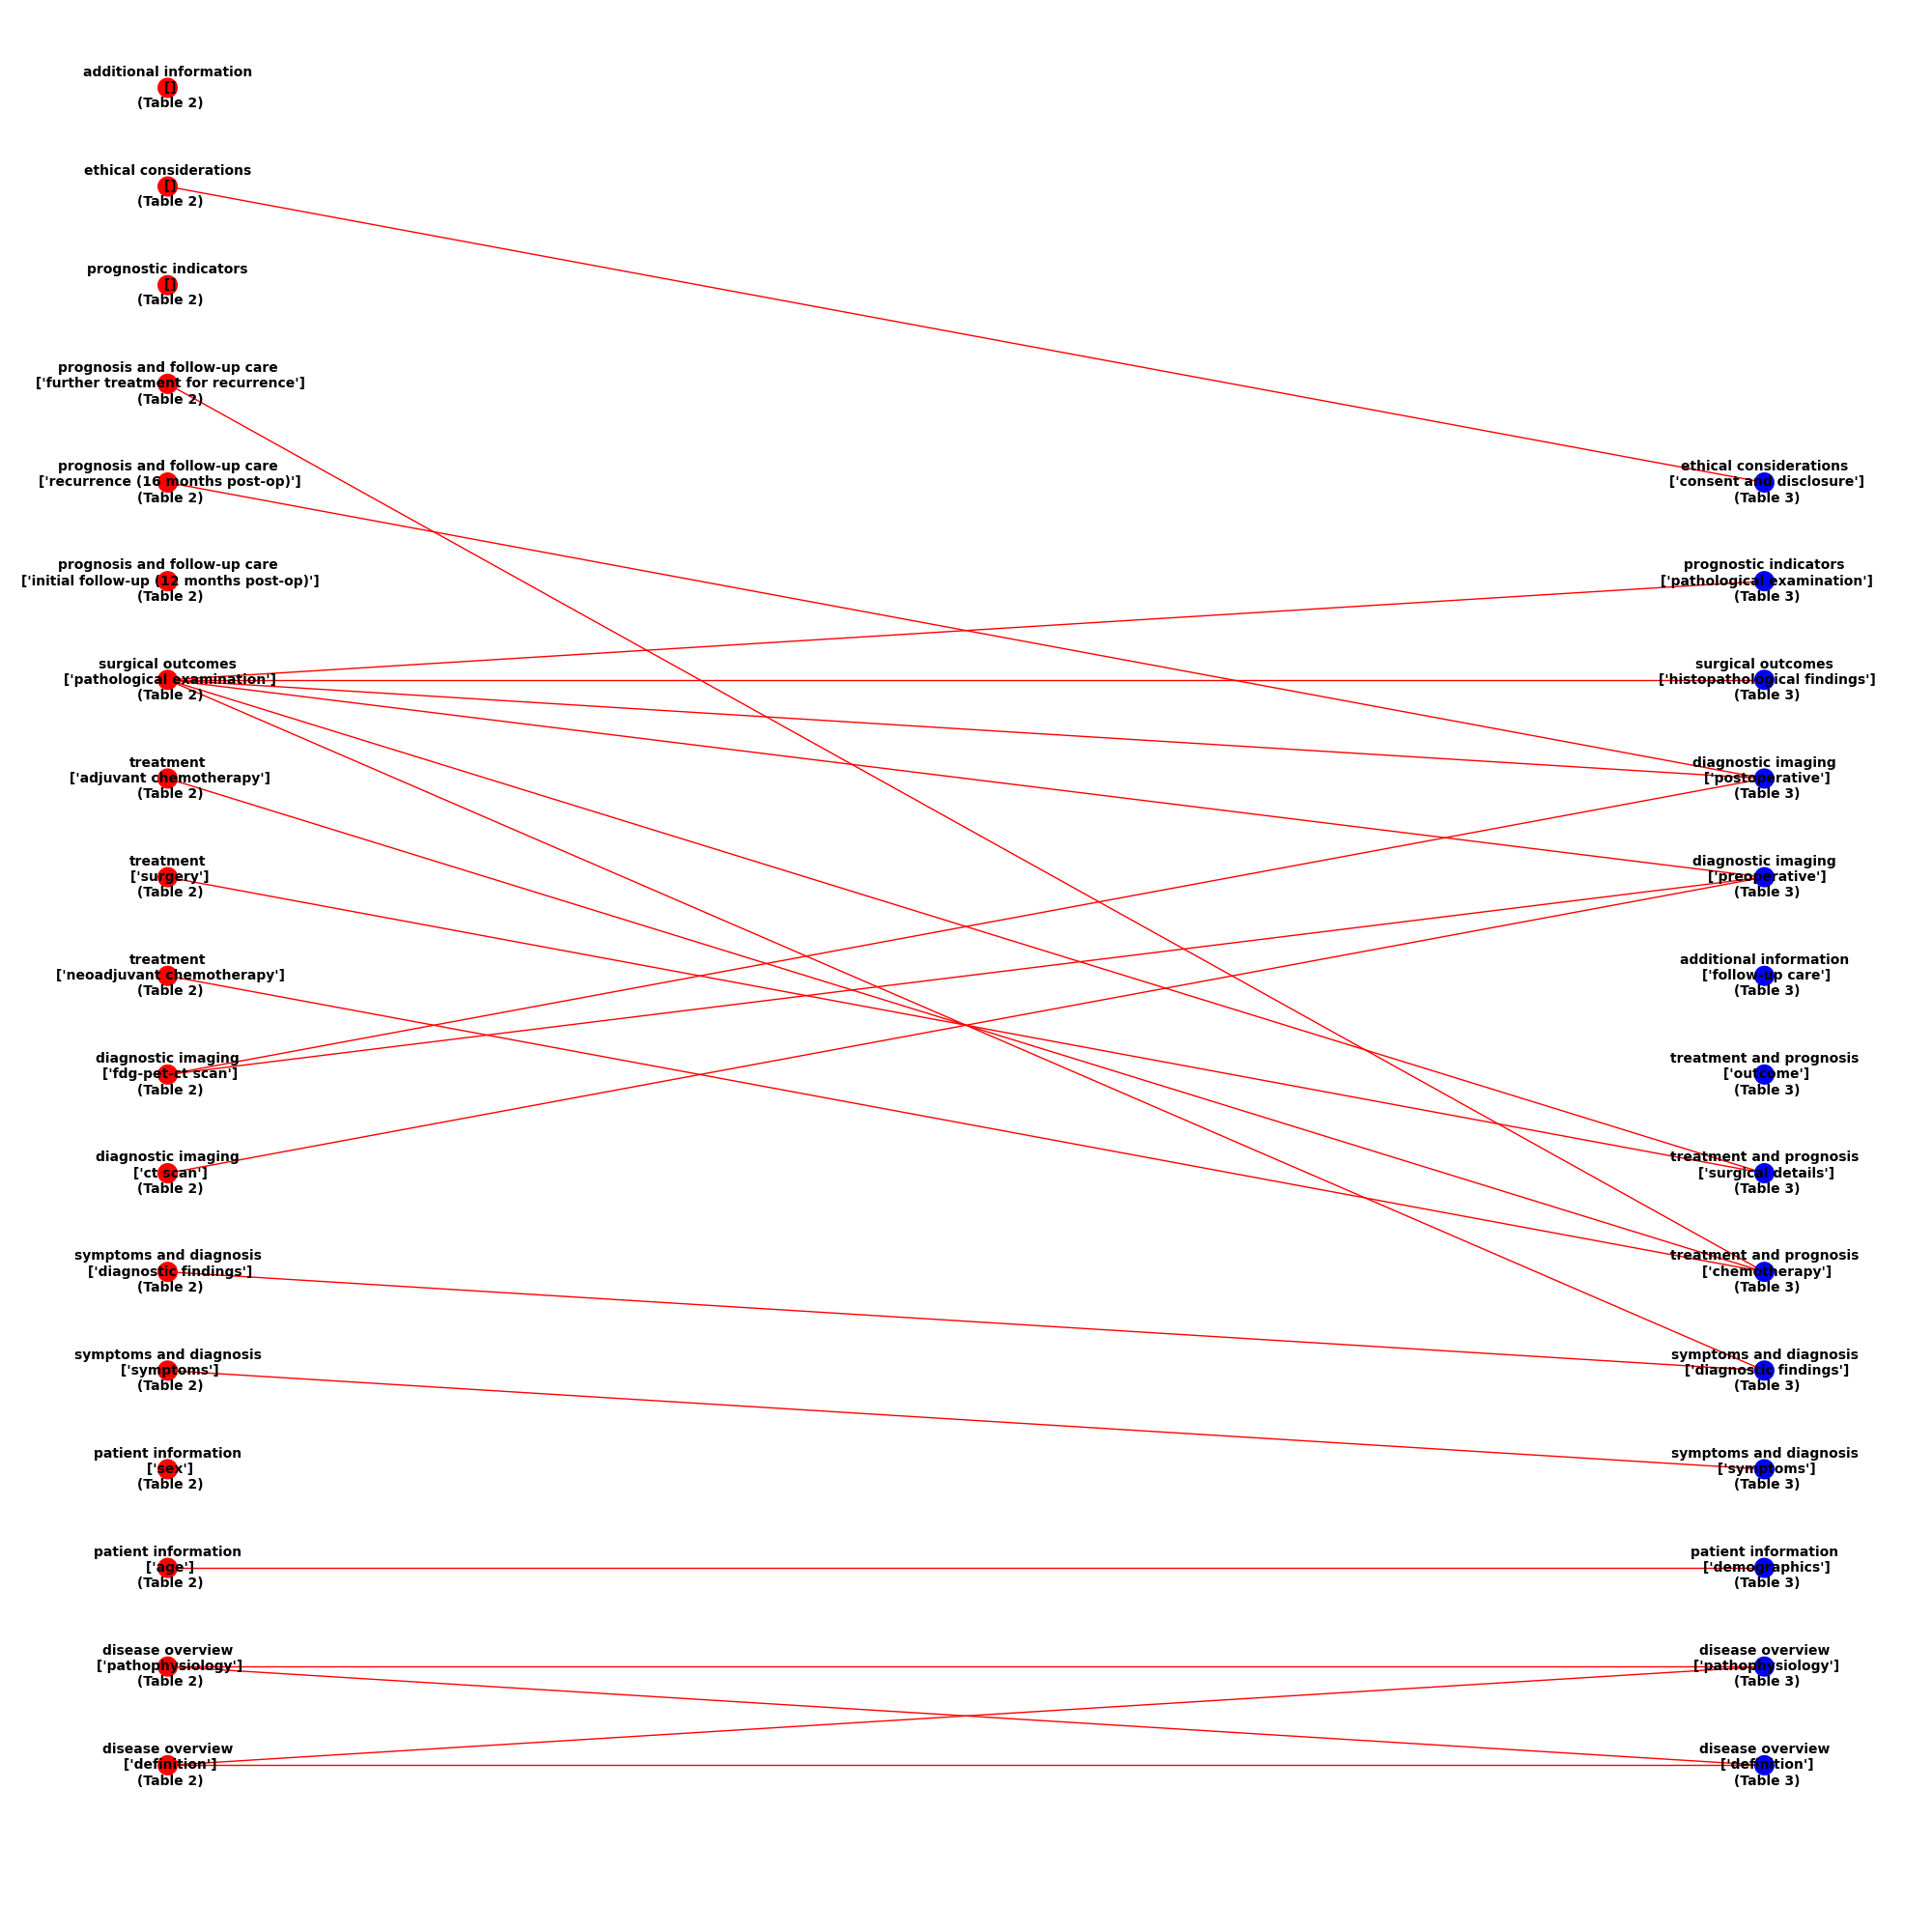 additional information
[]
(Table 2)
ethical considerations
[]
(Table 2)
prognostic indicators
[]
(Table 2)
prognosis and follow-up care
['further treatment for recurrence']
(Table 2)
prognosis and follow-up care
['recurrence (16 months post-op)']
(Table 2)
prognosis and follow-up care
['initial follow-up (12 months post-op)']
(Table 2)
surgical outcomes
['pathological examination']
(Table 2)
treatment
['adjuvant chemotherapy']
(Table 2)
treatment
['surgery']
(Table 2)
treatment
['neoadjuvant chemotherapy']
(Table 2)
diagnostic imaging
['fdg-pet-ct scan']
(Table 2)
diagnostic imaging
['ct scan']
(Table 2)
symptoms and diagnosis
['diagnostic findings']
(Table 2)
symptoms and diagnosis
['symptoms']
(Table 2)
patient information
['sex']
(Table 2)
patient information
['age']
(Table 2)
disease overview
['pathophysiology']
(Table 2)
disease overview
['definition']
(Table 2)
ethical considerations
['consent and disclosure']
(Table 3)
prognostic indicators
['pathological examination']
(Table 3)
surgical outcomes
['histopathological findings']
(Table 3)
diagnostic imaging
['postoperative']
(Table 3)
diagnostic imaging
['preoperative']
(Table 3)
additional information
['follow-up care']
(Table 3)
treatment and prognosis
['outcome']
(Table 3)
treatment and prognosis
['surgical details']
(Table 3)
treatment and prognosis
['chemotherapy']
(Table 3)
symptoms and diagnosis
['diagnostic findings']
(Table 3)
symptoms and diagnosis
['symptoms']
(Table 3)
patient information
['demographics']
(Table 3)
disease overview
['pathophysiology']
(Table 3)
disease overview
['definition']
(Table 3)